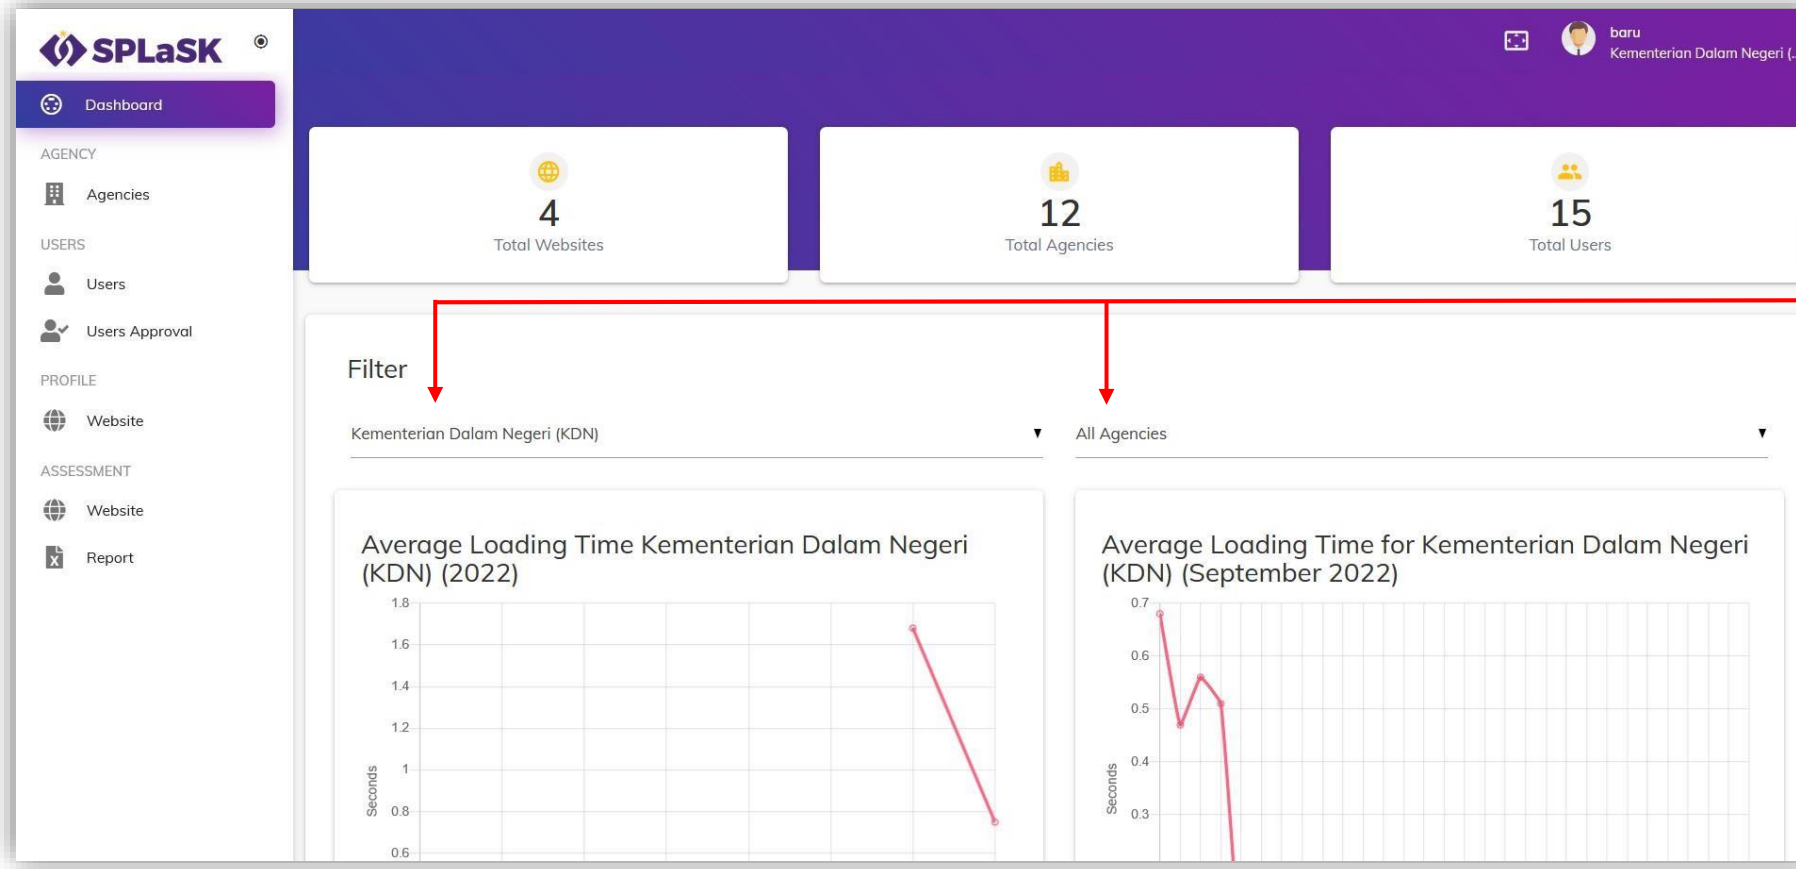 SPLaSK
baru
Kementerian Dalam Negeri (...
Dashboard
AGENCY
Agencies
USERS
Users
Users Approval
PROFILE
Website
ASSESSMENT
Website
Report
4
Total Websites
12
Total Agencies
15
Total Users
Filter
Kementerian Dalam Negeri (KDN)
All Agencies
Average Loading Time Kementerian Dalam Negeri
(KDN) (2022)
1.8
1.6
1.4
1.2
1
0.8
0.6
Seconds
Average Loading Time for Kementerian Dalam Negeri
(KDN) (September 2022)
0.7
0.6
0.5
0.4
0.3
Seconds